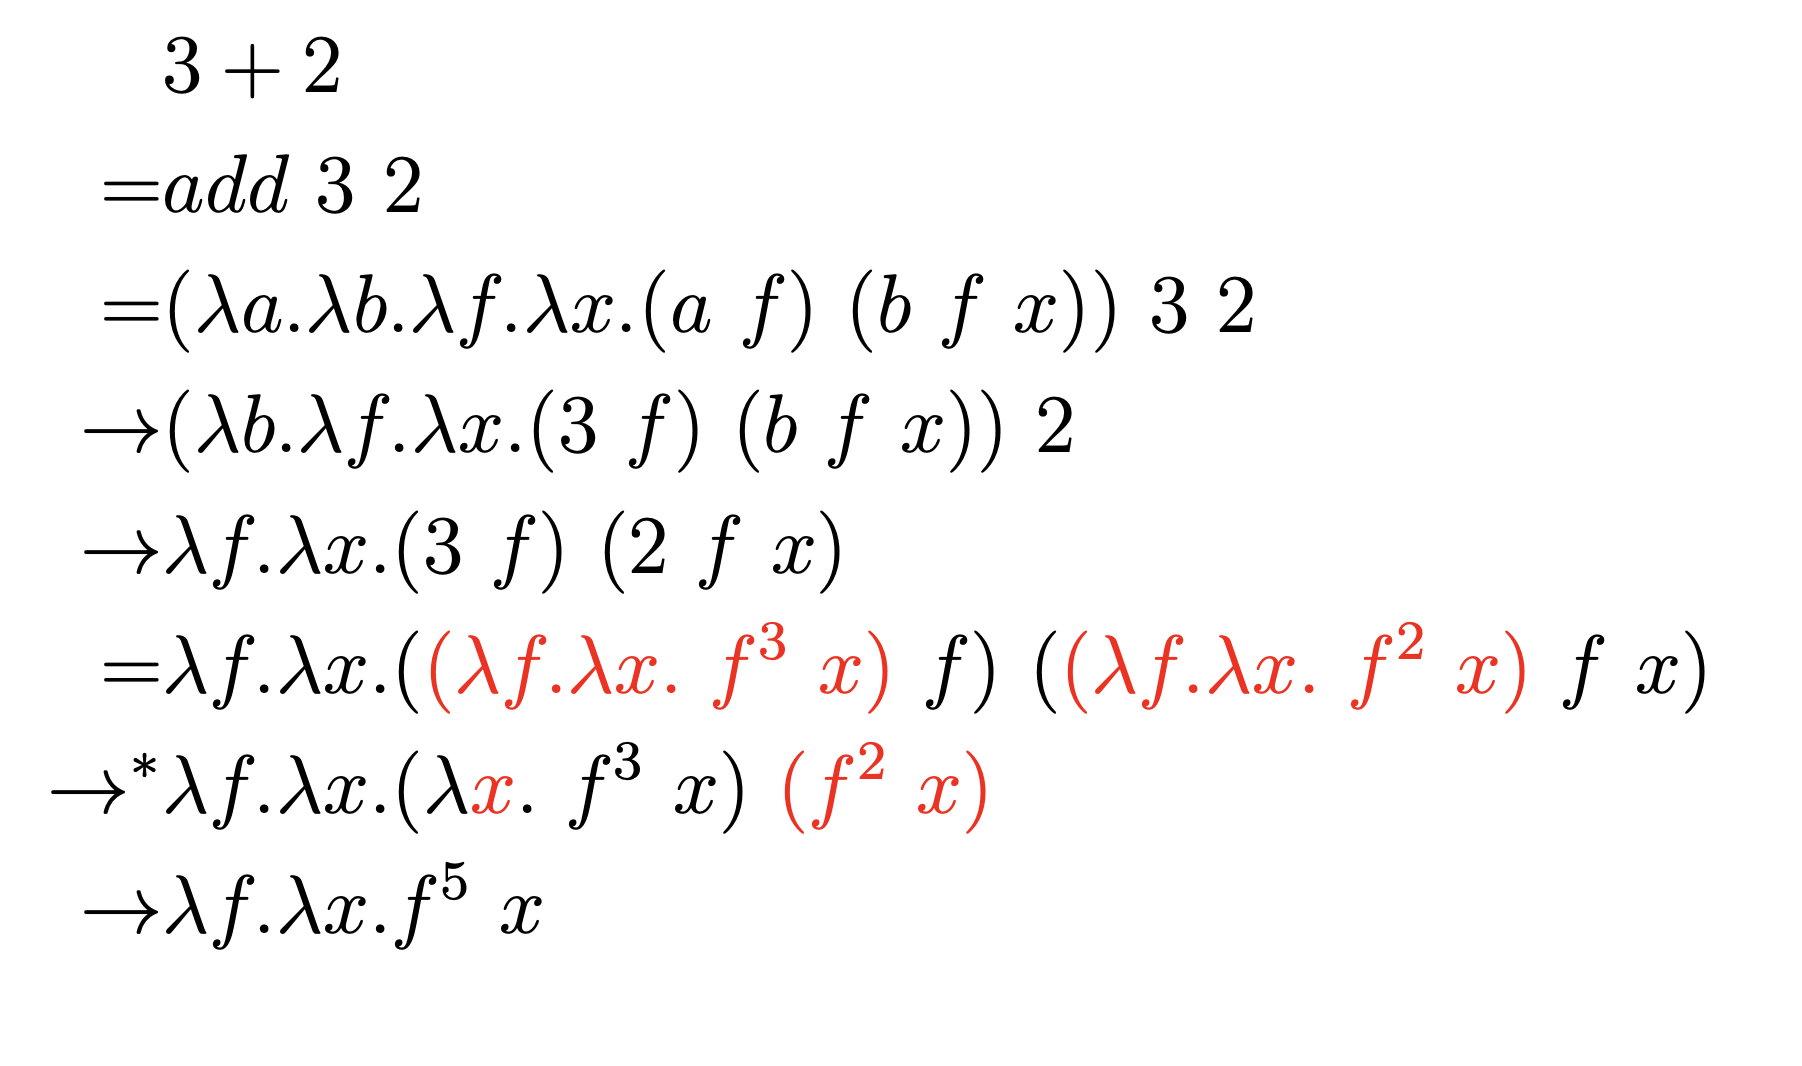 3 + 2
=add 3 2
=(λa.λb.λf.λx.(a f) (b f x)) 3 2
→(λb.λf.λx.(3 f) (b f x)) 2
→λf.λx.(3 f) (2 f x)
=λf.λx.((λf.λx. f³ x) f) ((λf.λx. f² x) f x)
→*λf.λx.(λx. f³ x) (f² x)
→λf.λx.f⁵ x